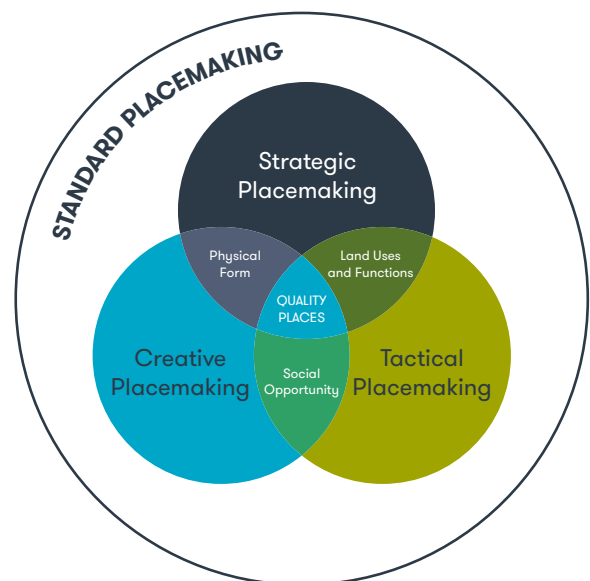 STANDARD PLACEMAKING
Strategic
Placemaking
Physical
Form
Land Uses
and Functions
QUALITY
PLACES
Creative
Placemaking
Social
Opportunity
Tactical
Placemaking